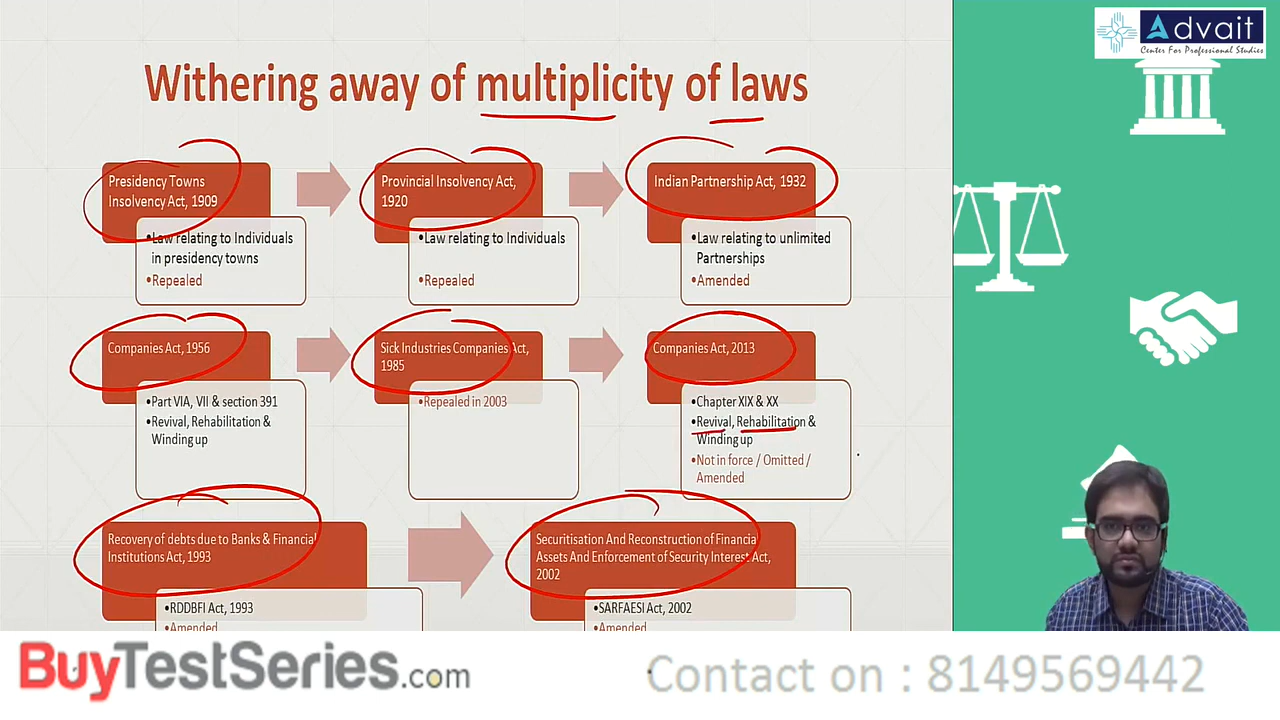 Advait
Center For Professional Studies
Withering away of multiplicity of laws
Presidency Towns
Insolvency Act, 1909
•Law relating to Individuals
in presidency towns
•Repealed
Provincial Insolvency Act,
1920
•Law relating to Individuals
•Repealed
Indian Partnership Act, 1932
•Law relating to unlimited
Partnerships
•Amended
Companies Act, 1956
•Part VIA, VII & section 391
•Revival, Rehabilitation &
Winding up
Sick Industries Companies Act,
1985
•Repealed in 2003
Companies Act, 2013
•Chapter XIX & XX
•Revival, Rehabilitation &
Winding up
•Not in force / Omitted /
Amended
Recovery of debts due to Banks & Financial
Institutions Act, 1993
•RDDBFI Act, 1993
•Amended
Securitisation And Reconstruction of Financial
Assets And Enforcement of Security Interest Act,
2002
•SARFAESI Act, 2002
•Amended
BuyTestSeries.com
Contact on : 8149569442